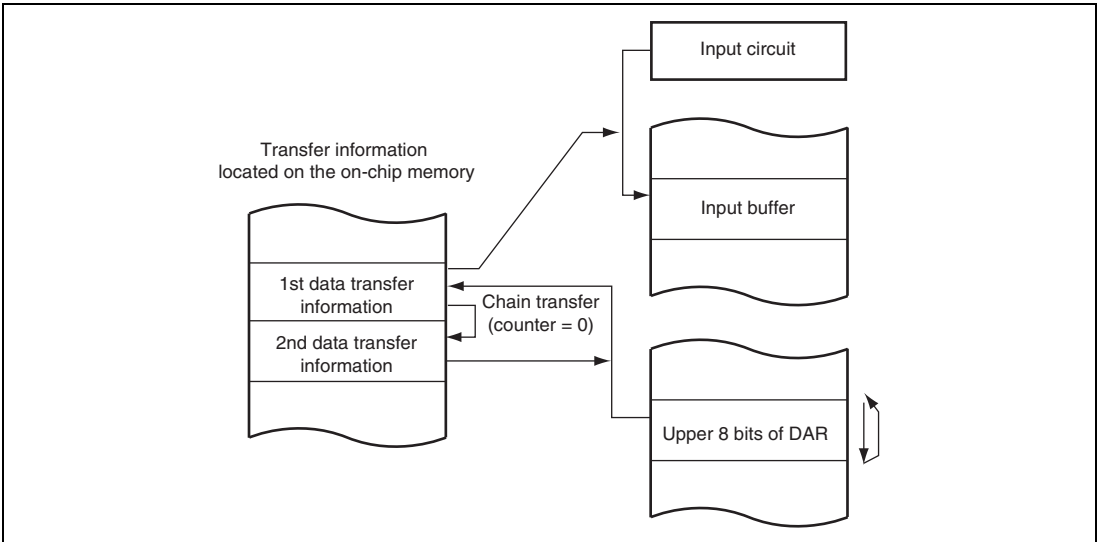 Input circuit
Transfer information
located on the on-chip memory
Input buffer
1st data transfer
information
Chain transfer
(counter = 0)
2nd data transfer
information
Upper 8 bits of DAR